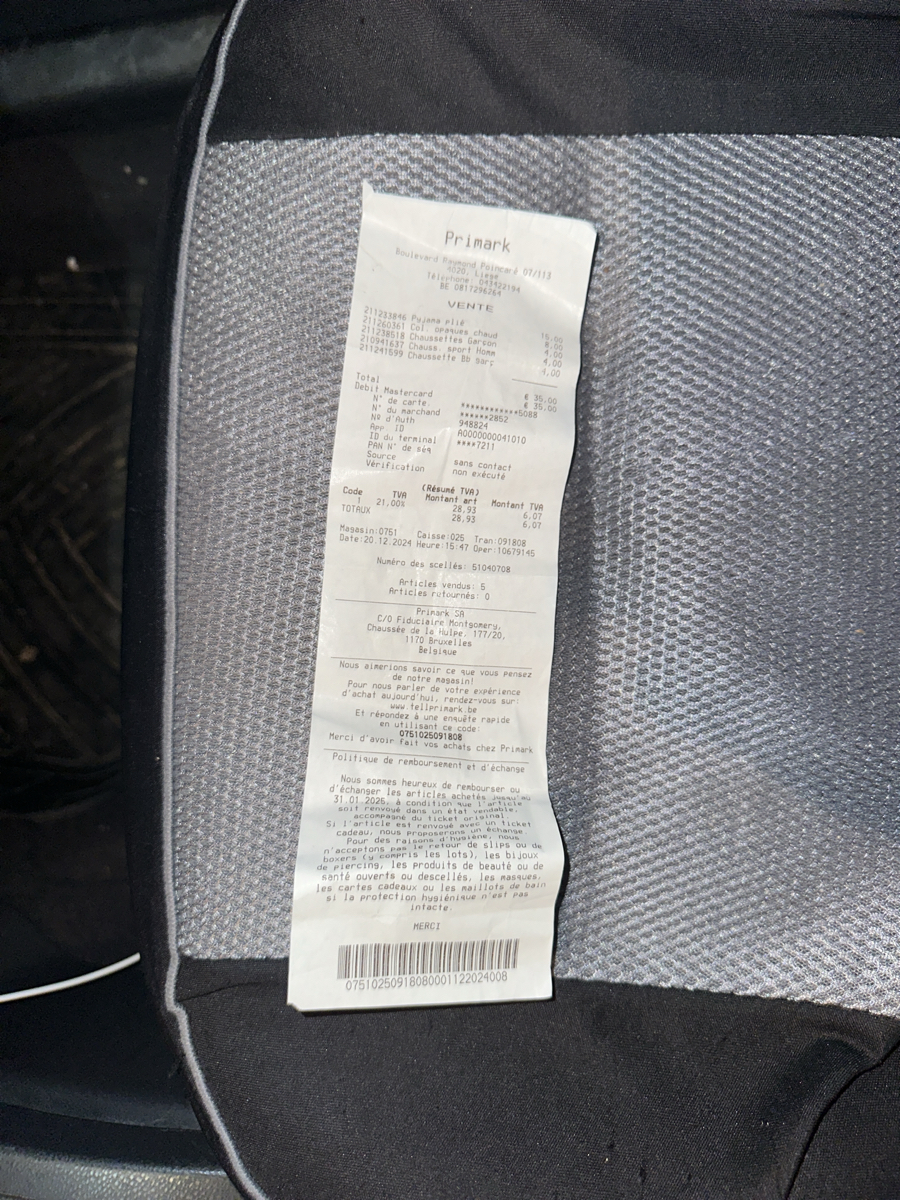 Primark
Boulevard Raymond Poincaré 07/113
4020, Liege
Téléphone: 043422194
BE 0817296264
VENTE
211233846 Pyjama plié 15,00
211260361 Col. opaques chaud 8,00
211238518 Chaussettes Garcon 4,00
210941637 Chauss. sport Homm 4,00
211241599 Chaussette Bb 4,00
Total € 35,00
Debit Mastercard € 35,00
N° de carte. ************5088
N° du marchand ******2852
Nº d'Auth 948824
App. ID A0000000041010
ID du terminal ****7211
PAN N° de séq
Source sans contact
Vérification non exécuté
(Résumé TVA)
Code TVA Montant art Montant TVA
1 21.00% 28,93 6,07
TOTAUX 28,93 6,07
Magasin:0751 Caisse:025 Tran:091808
Date:20.12.2024 Heure:15:47 Oper:10679145
Numéro des scellés: 51040708
Articles vendus: 5
Articles retournés: 0
Primark SA
C/O Fiduciaire Montgomery,
Chaussée de la Hulpe, 177/20,
1170 Bruxelles
Belgique
Nous aimerions savoir ce que vous pensez
de notre magasin!
Pour nous parler de votre expérience
d'achat aujourd'hui, rendez-vous sur:
www.tellprimark.be
Et répondez à une enquête rapide
en utilisant ce code:
0751025091808
Merci d'avoir fait vos achats chez Primark
Politique de remboursement et d'échange
Nous sommes heureux de rembourser ou
d'échanger les articles achetés jusqu'au
31.01.2025, à condition que l'article
soit renvoyé dans un état vendable,
accompagné du ticket original.
Si l'article est renvoyé avec un ticket
cadeau, nous proposerons un échange
Pour des raisons d'hygiène, nous
n'acceptons pas le retour de slips ou de
boxers (y compris les lots), les bijoux
de piercing, les produits de beauté ou de
santé ouverts ou descellés, les masques,
les cartes cadeaux ou les maillots de bain
si la protection hygiénique n'est pas
intacte.
MERCI
07510250918080001122024008